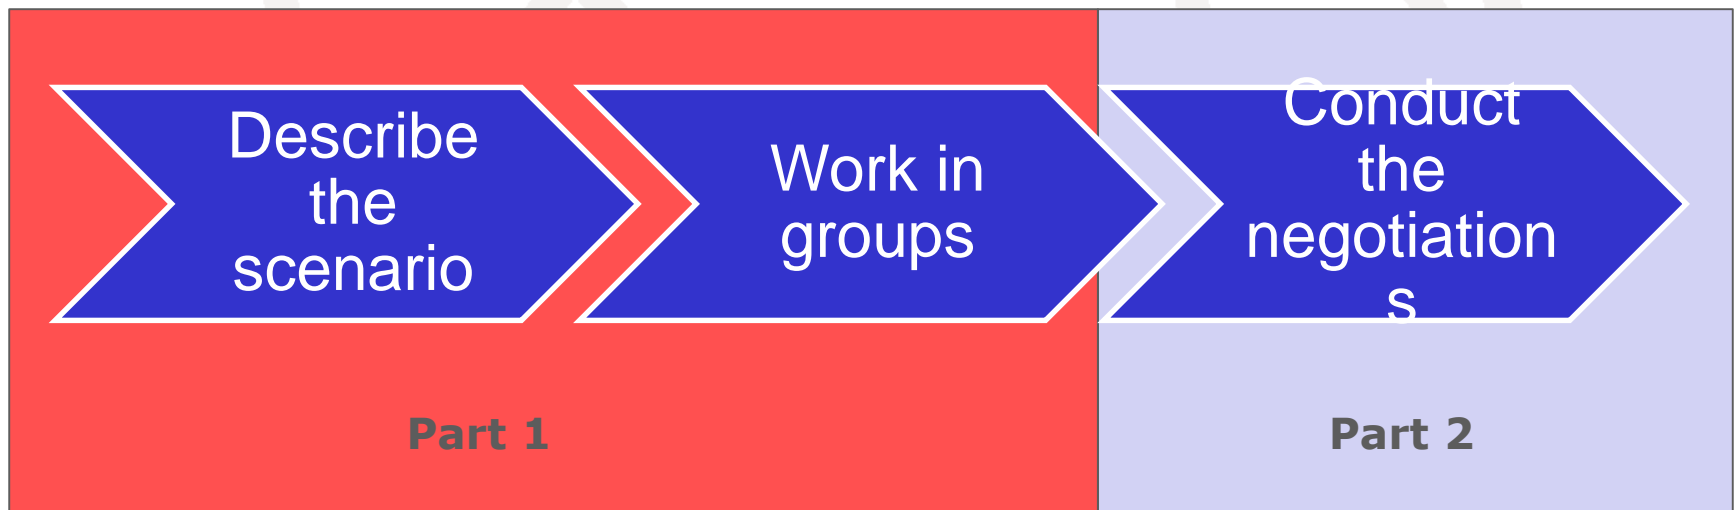 Describe
the
scenario
Work in
groups
Conduct
the
negotiation
s
Part 1
Part 2